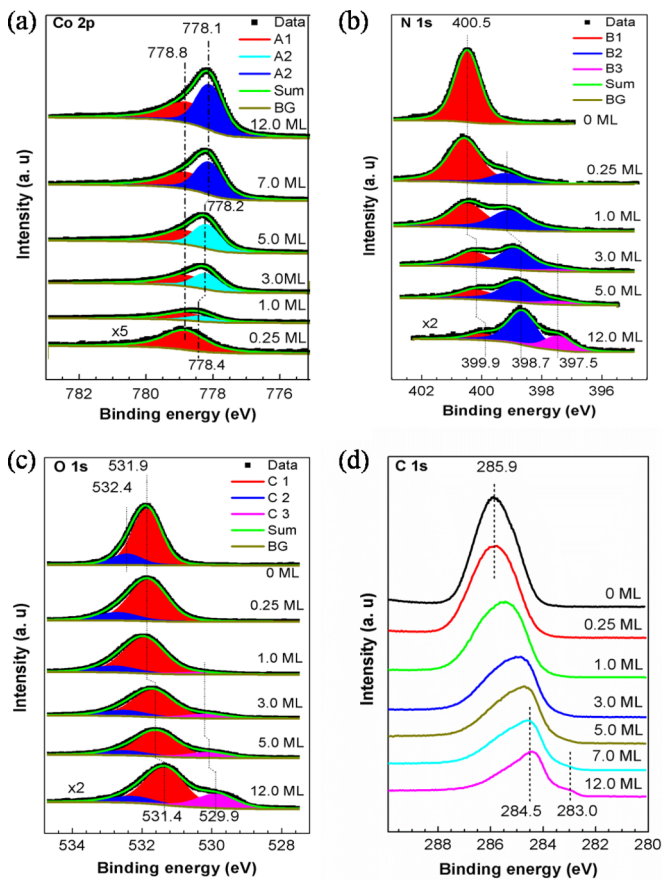 (a)
Co 2p
778.8
778.1
Data
A1
A2
A2
Sum
BG
12.0 ML
7.0 ML
778.2
5.0 ML
3.0ML
1.0 ML
x5
0.25 ML
778.4
Intensity (a. u)
782
780
778
776
Binding energy (eV)
(b)
N 1s
400.5
Data
B1
B2
B3
Sum
BG
0 ML
0.25 ML
1.0 ML
3.0 ML
5.0 ML
x2
12.0 ML
399.9
398.7
397.5
Intensity (a. u)
402
400
398
396
Binding energy (eV)
(c)
O 1s
531.9
532.4
Data
C 1
C 2
C 3
Sum
BG
0 ML
0.25 ML
1.0 ML
3.0 ML
5.0 ML
x2
12.0 ML
531.4
529.9
Intensity (a. u)
534
532
530
528
Binding energy (eV)
(d)
C 1s
285.9
0 ML
0.25 ML
1.0 ML
3.0 ML
5.0 ML
7.0 ML
12.0 ML
284.5
283.0
Intensity (a. u)
288
286
284
282
280
Binding energy (eV)